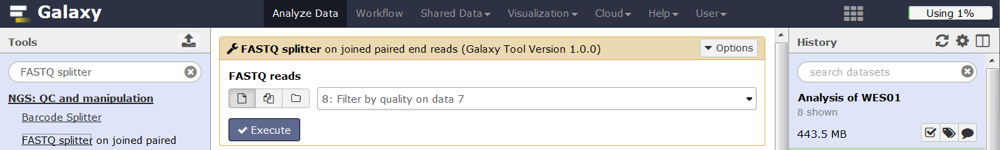 Galaxy Analyze Data Workflow Shared Data Visualization Cloud Help User Using 1%
Tools
FASTQ splitter
NGS: QC and manipulation
Barcode Splitter
FASTQ splitter on joined paired
FASTQ splitter on joined paired end reads (Galaxy Tool Version 1.0.0) Options
FASTQ reads
8: Filter by quality on data 7
Execute
History
search datasets
Analysis of WES01
8 shown
443.5 MB